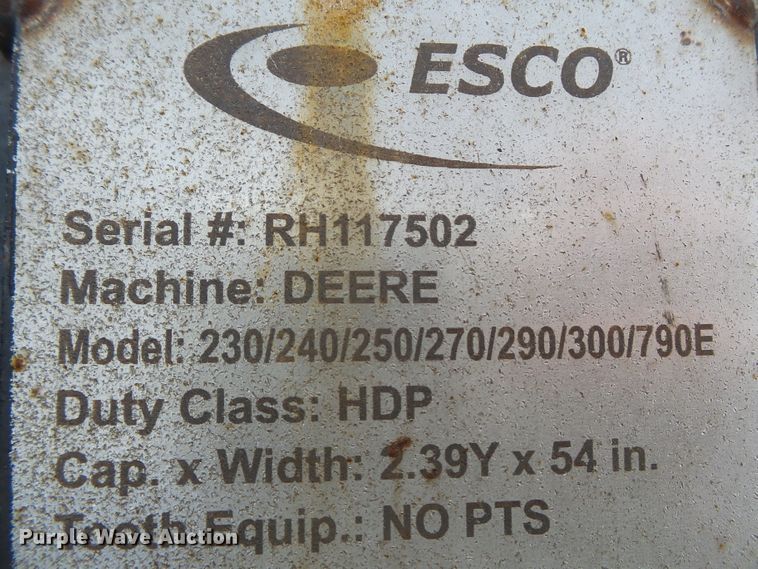 ESCO®
Serial #: RH117502
Machine: DEERE
Model: 230/240/250/270/290/300/790E
Duty Class: HDP
Cap. x Width: 2.39Y x 54 in.
Tooth Equip.: NO PTS
Purple Wave Auction